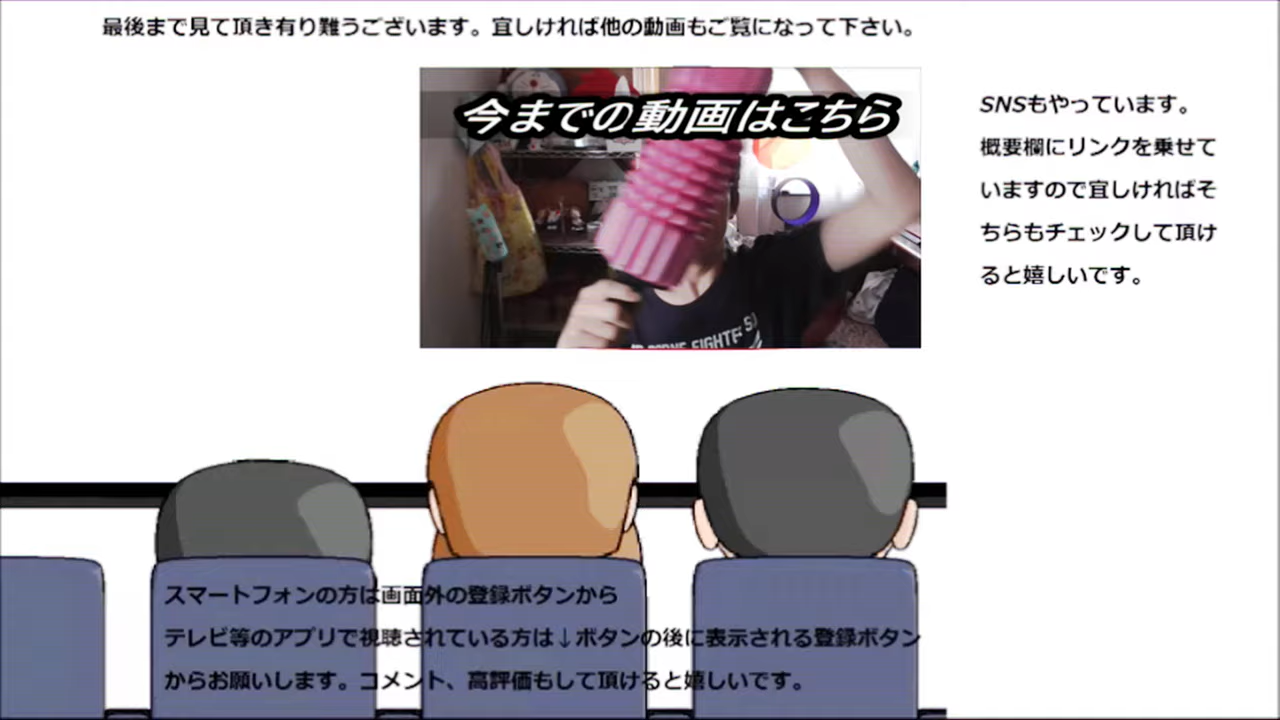 最後まで見て頂き有り難うございます。宜しければ他の動画もご覧になって下さい。
今までの動画はこちら
SNSもやっています。
概要欄にリンクを乗せて
いますので宜しければそ
ちらもチェックして頂け
ると嬉しいです。
スマートフォンの方は画面外の登録ボタンから
テレビ等のアプリで視聴されている方は↓ボタンの後に表示される登録ボタン
からお願いします。コメント、高評価もして頂けると嬉しいです。